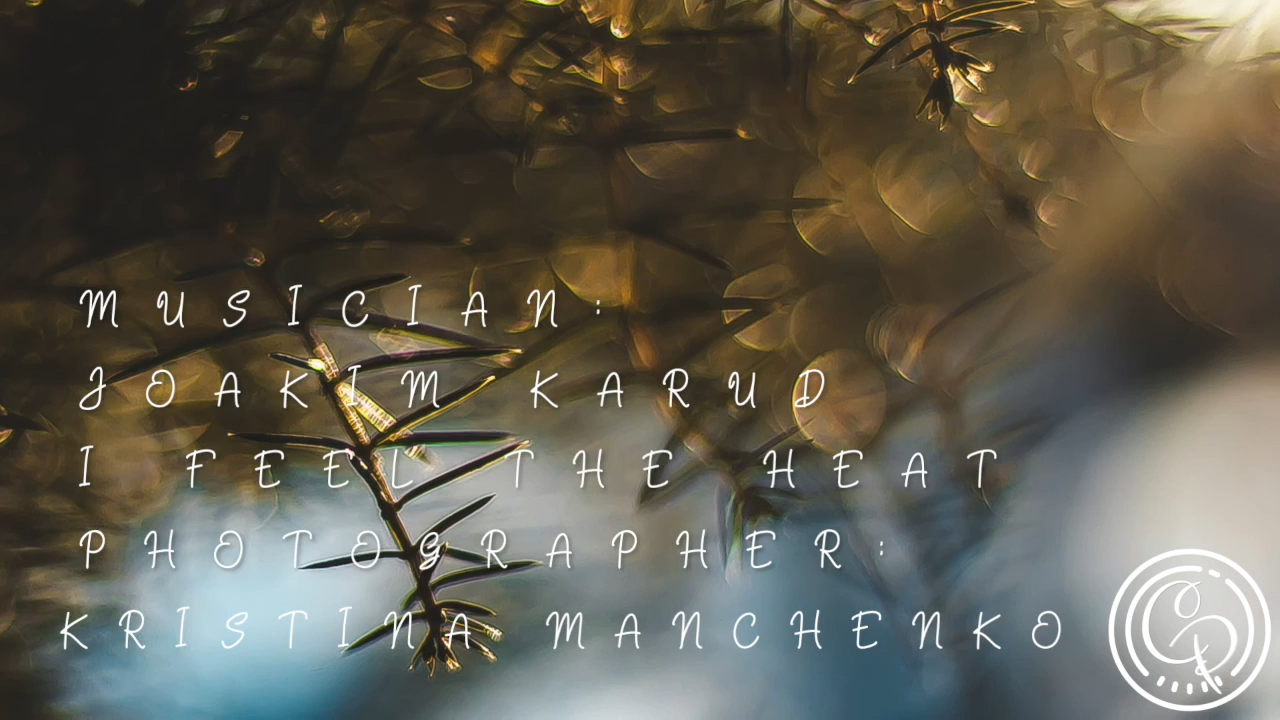 MUSICIAN:
JOAKIM KARUD
I FEEL THE HEAT
PHOTOGRAPHER:
KRISTINA MANCHENKO